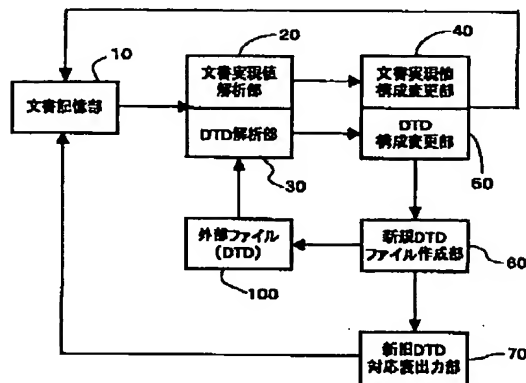 20
40
10
文書実現値
解析部
文書実現値
構成変更部
文書記憶部
DTD解析部
DTD
構成変更部
30
50
外部ファイル
(DTD)
新規DTD
ファイル作成部
100
60
新旧DTD
対応表出力部
70